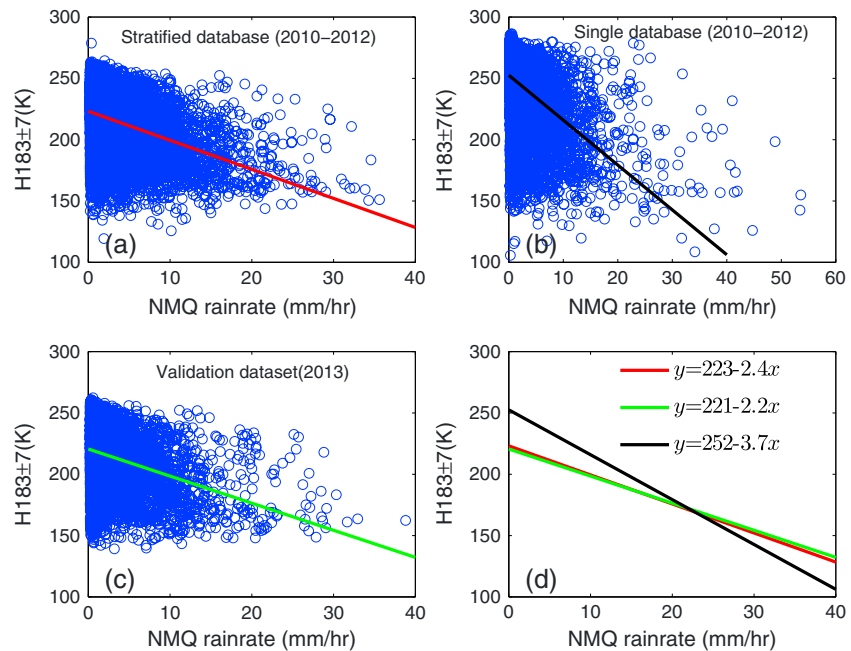 Stratified database (2010−2012)
300
250
200
150
100
H183±7(K)
(a)
0 10 20 30 40
NMQ rainrate (mm/hr)
Single database (2010−2012)
300
250
200
150
100
H183±7(K)
(b)
0 10 20 30 40 50 60
NMQ rainrate (mm/hr)
Validation dataset(2013)
300
250
200
150
100
H183±7(K)
(c)
0 10 20 30 40
NMQ rainrate (mm/hr)
y=223-2.4x
y=221-2.2x
y=252-3.7x
300
250
200
150
100
H183±7(K)
(d)
0 10 20 30 40
NMQ rainrate (mm/hr)